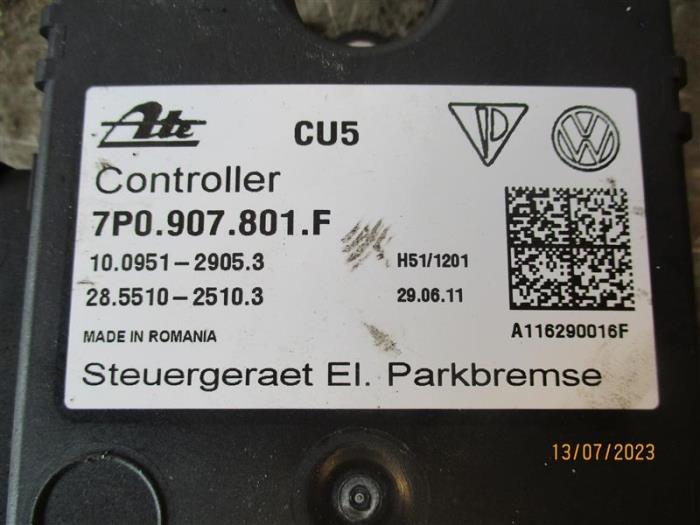 Ate CU5
Controller
7P0.907.801.F
10.0951-2905.3 H51/1201
28.5510-2510.3 29.06.11
MADE IN ROMANIA A116290016F
Steuergeraet El. Parkbremse
13/07/2023